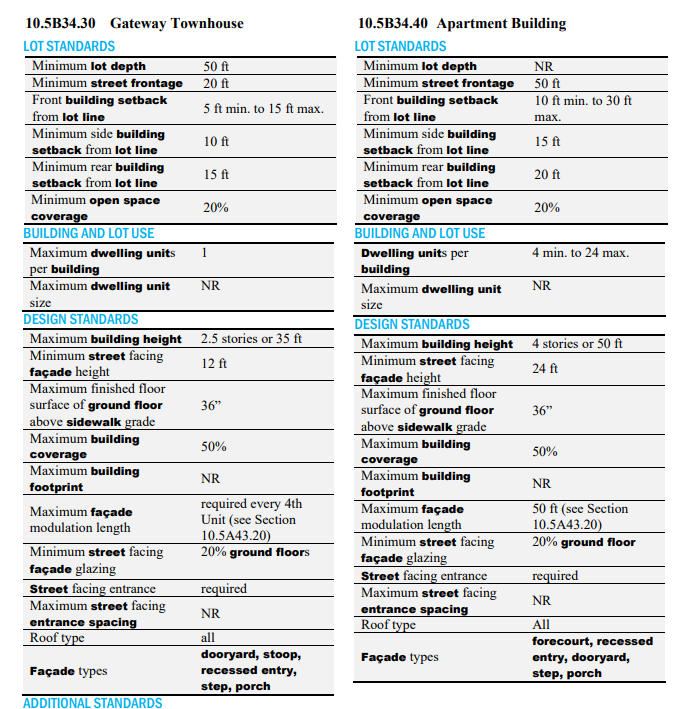 10.5B34.30 Gateway Townhouse
LOT STANDARDS
Minimum lot depth 50 ft
Minimum street frontage 20 ft
Front building setback
from lot line 5 ft min. to 15 ft max.
Minimum side building
setback from lot line 10 ft
Minimum rear building
setback from lot line 15 ft
Minimum open space
coverage 20%
BUILDING AND LOT USE
Maximum dwelling units 1
per building
Maximum dwelling unit NR
size
DESIGN STANDARDS
Maximum building height 2.5 stories or 35 ft
Minimum street facing
façade height 12 ft
Maximum finished floor
surface of ground floor 36”
above sidewalk grade
Maximum building
coverage 50%
Maximum building
footprint NR
Maximum façade
modulation length required every 4th
Unit (see Section
10.5A43.20)
Minimum street facing 20% ground floors
façade glazing
Street facing entrance required
Maximum street facing
entrance spacing NR
Roof type all
Façade types dooryard, stoop,
recessed entry,
step, porch
ADDITIONAL STANDARDS
10.5B34.40 Apartment Building
LOT STANDARDS
Minimum lot depth NR
Minimum street frontage 50 ft
Front building setback 10 ft min. to 30 ft
from lot line max.
Minimum side building
setback from lot line 15 ft
Minimum rear building
setback from lot line 20 ft
Minimum open space
coverage 20%
BUILDING AND LOT USE
Dwelling units per 4 min. to 24 max.
building
Maximum dwelling unit NR
size
DESIGN STANDARDS
Maximum building height 4 stories or 50 ft
Minimum street facing
façade height 24 ft
Maximum finished floor
surface of ground floor 36”
above sidewalk grade
Maximum building
coverage 50%
Maximum building
footprint NR
Maximum façade 50 ft (see Section
modulation length 10.5A43.20)
Minimum street facing 20% ground floor
façade glazing
Street facing entrance required
Maximum street facing
entrance spacing NR
Roof type All
Façade types forecourt, recessed
entry, dooryard,
step, porch